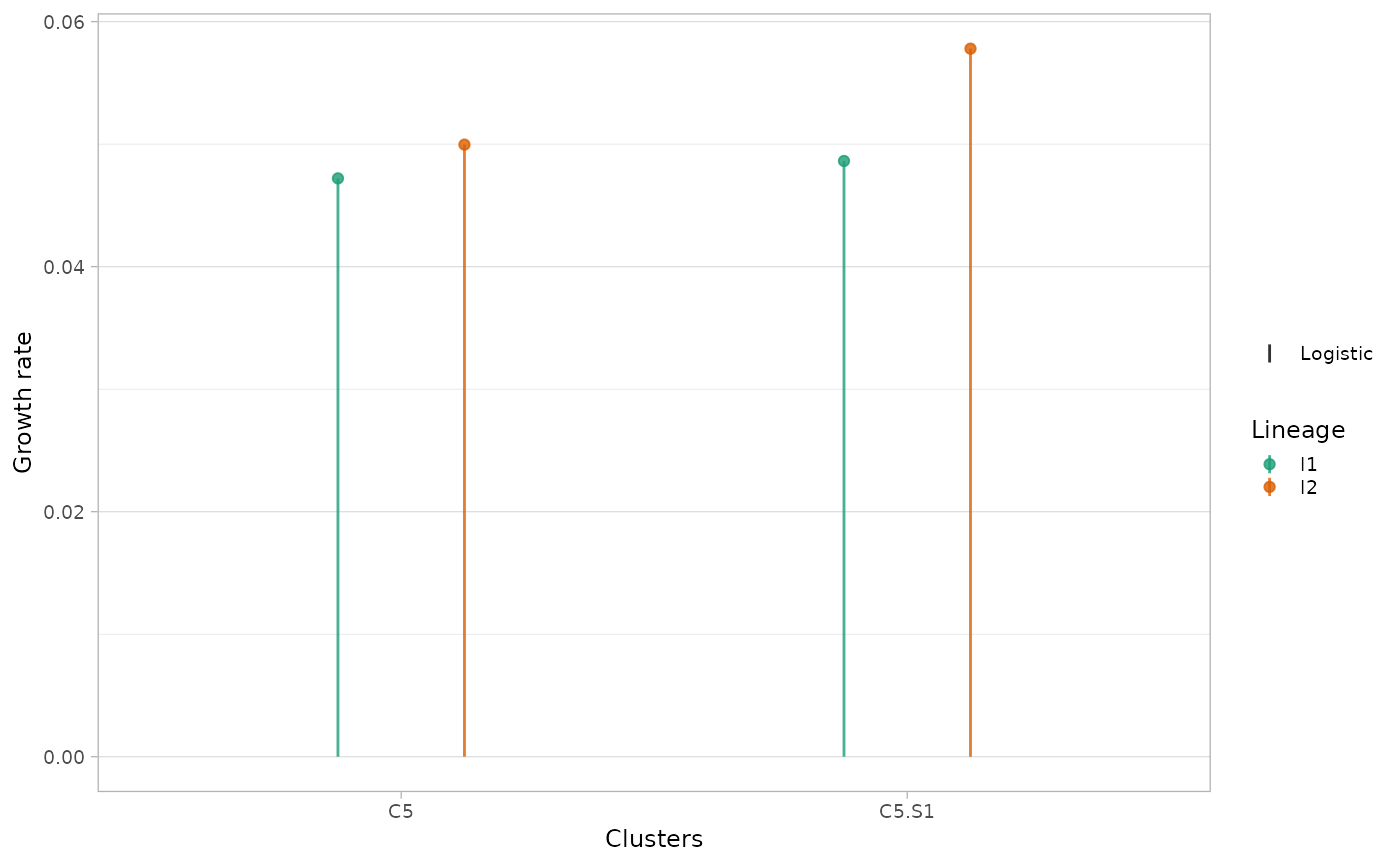 0.06
0.04
0.02
0.00
Growth rate
C5
C5.S1
Clusters
Logistic
Lineage
l1
l2